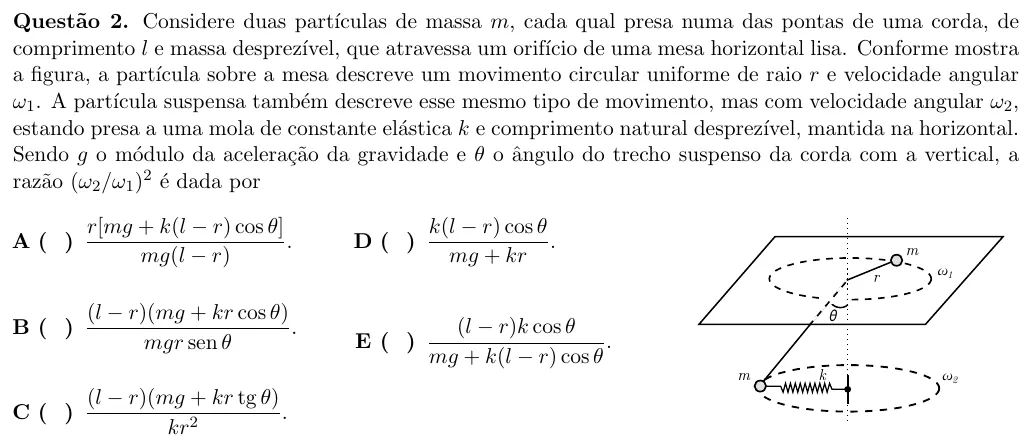 Questão 2. Considere duas partículas de massa m, cada qual presa numa das pontas de uma corda, de
comprimento l e massa desprezível, que atravessa um orifício de uma mesa horizontal lisa. Conforme mostra
a figura, a partícula sobre a mesa descreve um movimento circular uniforme de raio r e velocidade angular
ω₁. A partícula suspensa também descreve esse mesmo tipo de movimento, mas com velocidade angular ω₂,
estando presa a uma mola de constante elástica k e comprimento natural desprezível, mantida na horizontal.
Sendo g o módulo da aceleração da gravidade e θ o ângulo do trecho suspenso da corda com a vertical, a
razão (ω₂/ω₁)² é dada por
A ( ) r[mg + k(l − r) cos θ] / mg(l − r).
B ( ) (l − r)(mg + kr cos θ) / mgr sen θ.
C ( ) (l − r)(mg + kr tg θ) / kr².
D ( ) k(l − r) cos θ / mg + kr.
E ( ) (l − r)k cos θ / mg + k(l − r) cos θ.
m
ω₁
r
θ
m
k
ω₂